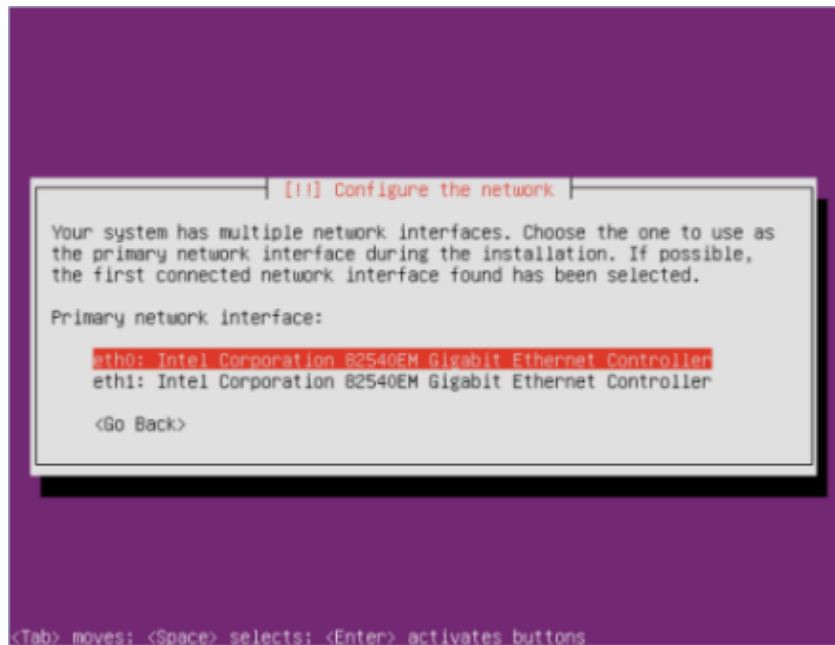 [!!] Configure the network
Your system has multiple network interfaces. Choose the one to use as
the primary network interface during the installation. If possible,
the first connected network interface found has been selected.
Primary network interface:
eth0: Intel Corporation 82540EM Gigabit Ethernet Controller
eth1: Intel Corporation 82540EM Gigabit Ethernet Controller
<Go Back>
<Tab> moves; <Space> selects; <Enter> activates buttons